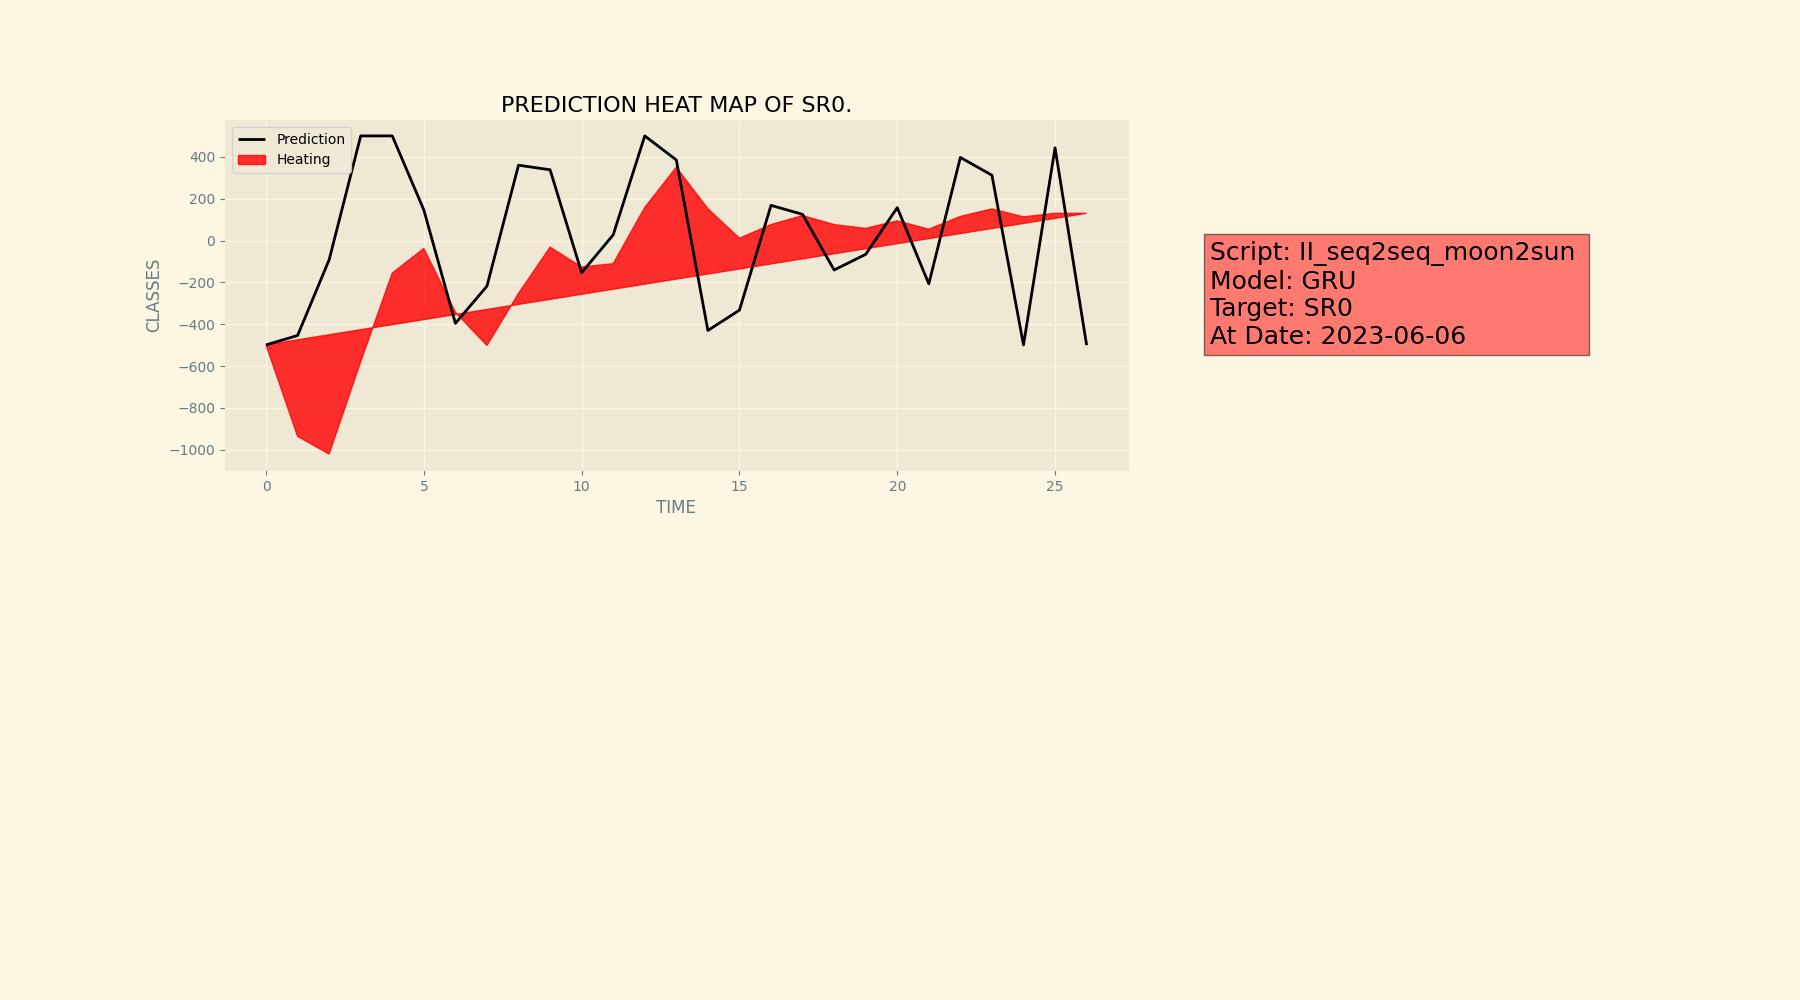 PREDICTION HEAT MAP OF SR0.
Prediction
Heating
400
200
0
−200
−400
−600
−800
−1000
CLASSES
0 5 10 15 20 25
TIME
Script: II_seq2seq_moon2sun
Model: GRU
Target: SR0
At Date: 2023-06-06